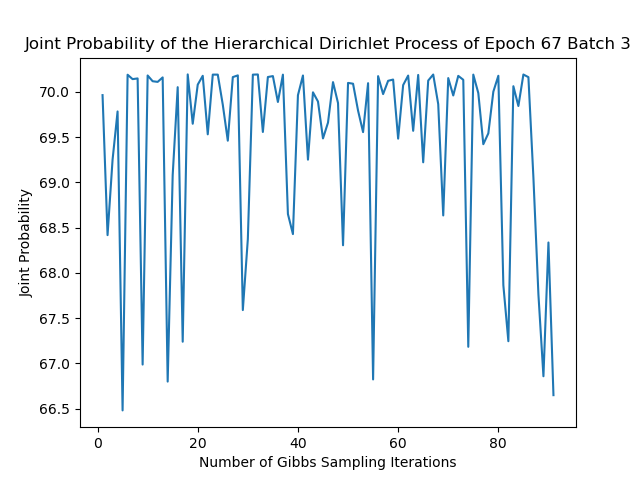 Joint Probability of the Hierarchical Dirichlet Process of Epoch 67 Batch 3
70.0
69.5
69.0
68.5
68.0
67.5
67.0
66.5
Joint Probability
0 20 40 60 80
Number of Gibbs Sampling Iterations